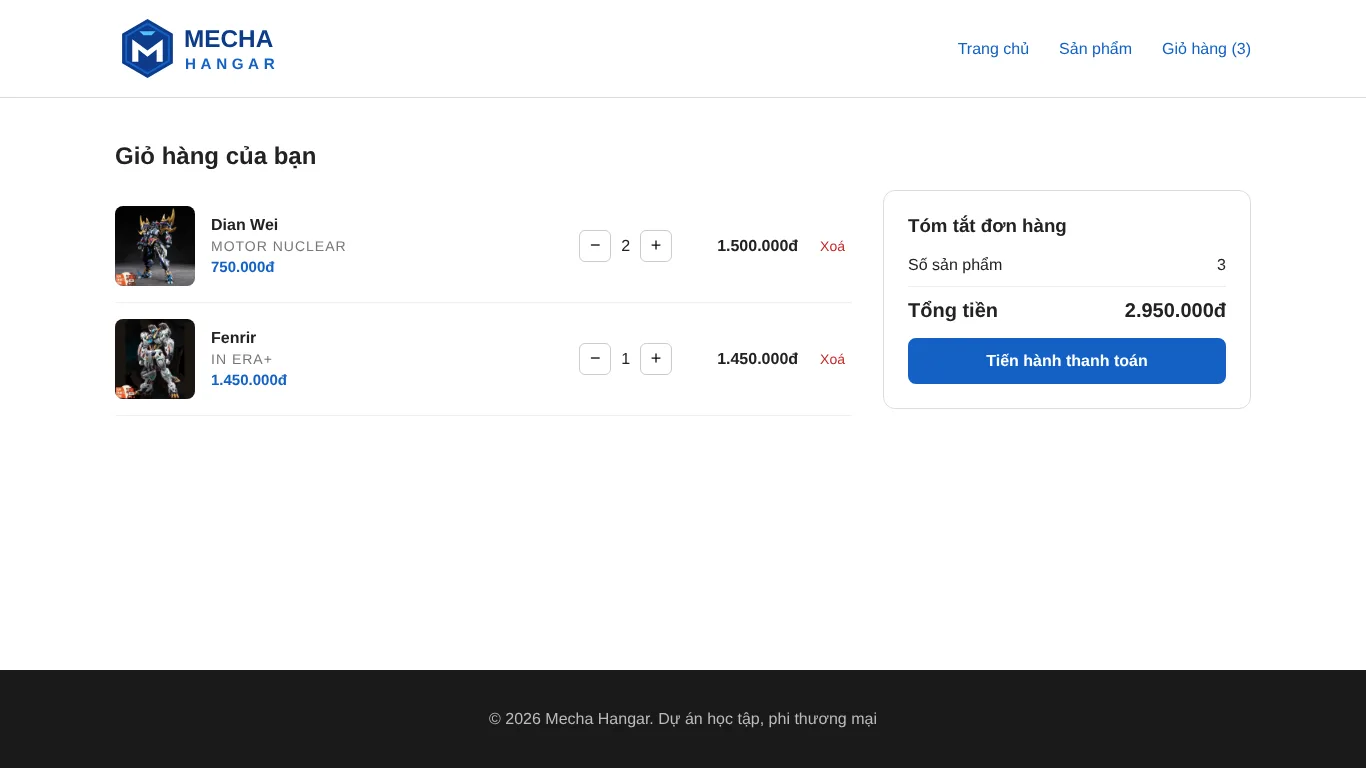 MECHA
HANGAR
Trang chủ
Sản phẩm
Giỏ hàng (3)
Giỏ hàng của bạn
Dian Wei
MOTOR NUCLEAR
750.000đ
−
2
+
1.500.000đ
Xoá
Fenrir
IN ERA+
1.450.000đ
−
1
+
1.450.000đ
Xoá
Tóm tắt đơn hàng
Số sản phẩm
3
Tổng tiền
2.950.000đ
Tiến hành thanh toán
© 2026 Mecha Hangar. Dự án học tập, phi thương mại